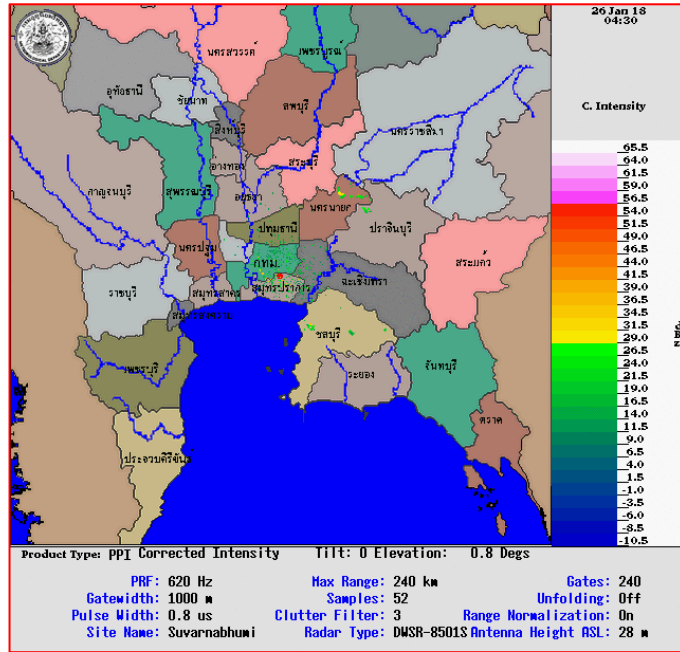 26 Jan 18
04:30
C. Intensity
นครสวรรค์
เพชรบูรณ์
อุทัยธานี
ชัยนาท
ลพบุรี
สิงห์บุรี
นครราชสีมา
สระบุรี
อ่างทอง
กาญจนบุรี
สุพรรณบุรี
อยุธยา
นครนายก
ปทุมธานี
ปราจีนบุรี
นครปฐม
กทม.
สระแก้ว
ราชบุรี
สมุทรสาคร
สมุทรปราการ
ฉะเชิงเทรา
สมุทรสงคราม
ชลบุรี
เพชรบุรี
ระยอง
จันทบุรี
ตราด
ประจวบคีรีขันธ์
65.5
64.0
61.5
59.0
56.5
54.0
51.5
49.0
46.5
44.0
41.5
39.0
36.5
34.0
31.5
29.0
26.5
24.0
21.5
19.0
16.5
14.0
11.5
9.0
6.5
4.0
1.5
-1.0
-3.5
-6.0
-8.5
-10.5
Product Type: PPI Corrected Intensity Tilt: 0 Elevation: 0.8 Degs
PRF: 620 Hz Max Range: 240 km Gates: 240
Gatewidth: 1000 m Samples: 52 Unfolding: Off
Pulse Width: 0.8 us Clutter Filter: 3 Range Normalization: On
Site Name: Suvarnabhumi Radar Type: DWSR-8501S Antenna Height ASL: 28 m